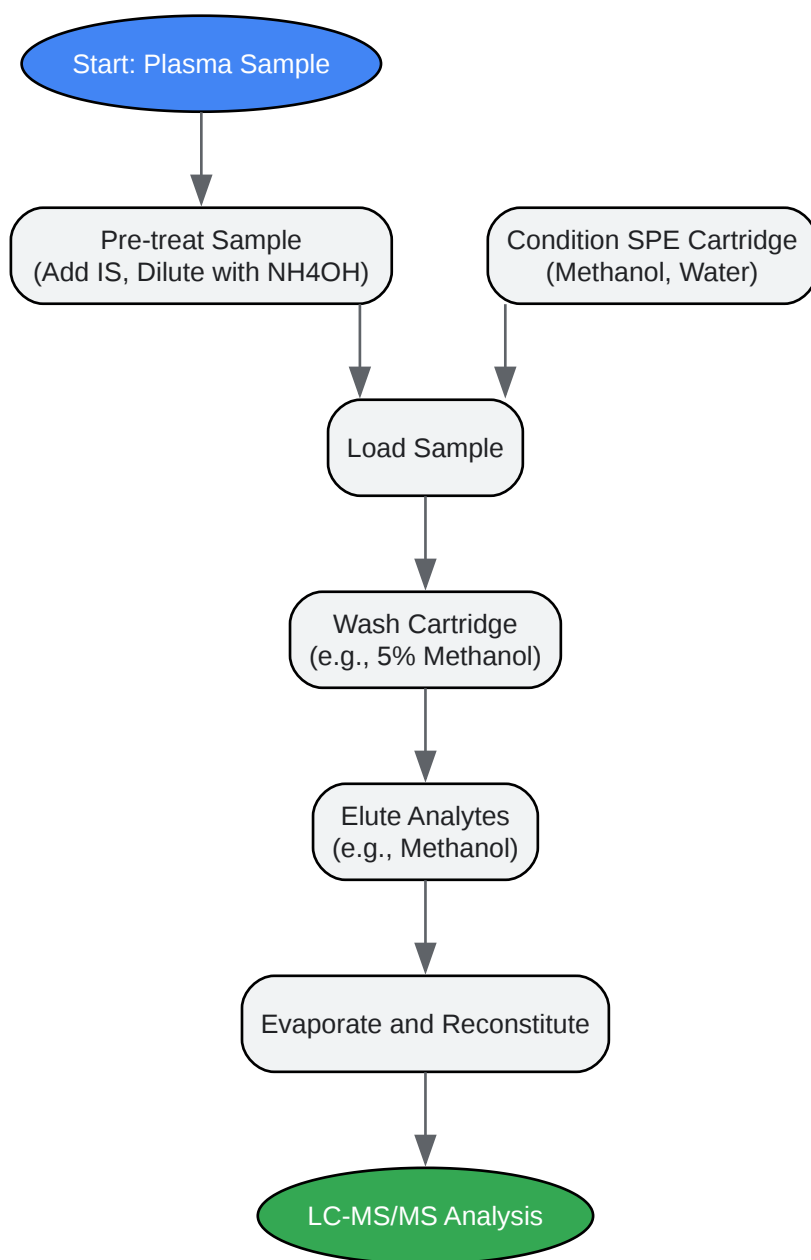 Start: Plasma Sample
Pre-treat Sample
(Add IS, Dilute with NH4OH)
Condition SPE Cartridge
(Methanol, Water)
Load Sample
Wash Cartridge
(e.g., 5% Methanol)
Elute Analytes
(e.g., Methanol)
Evaporate and Reconstitute
LC-MS/MS Analysis